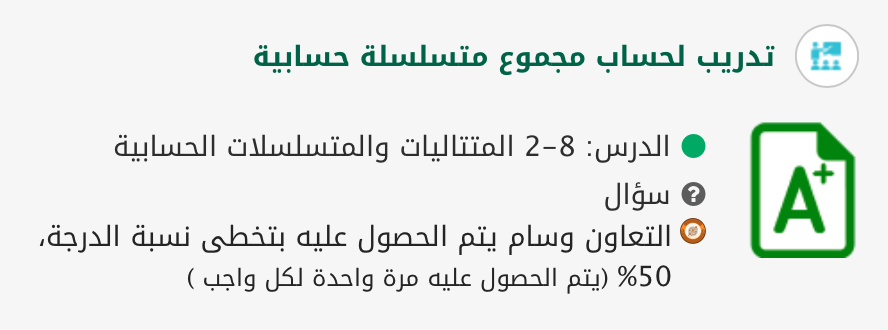 تدريب لحساب مجموع متسلسلة حسابية
الدرس: 8-2 المتتاليات والمتسلسلات الحسابية
سؤال
التعاون وسام يتم الحصول عليه بتخطى نسبة الدرجة،
50% (يتم الحصول عليه مرة واحدة لكل واجب )
A+